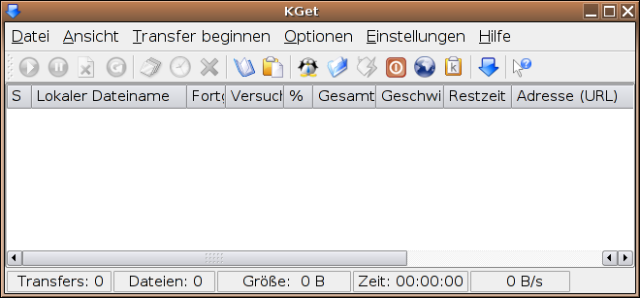 KGet
Datei Ansicht Transfer beginnen Optionen Einstellungen Hilfe
S Lokaler Dateiname Fortg Versuch % Gesamt Geschwi Restzeit Adresse (URL)
Transfers: 0 Dateien: 0 Größe: 0 B Zeit: 00:00:00 0 B/s